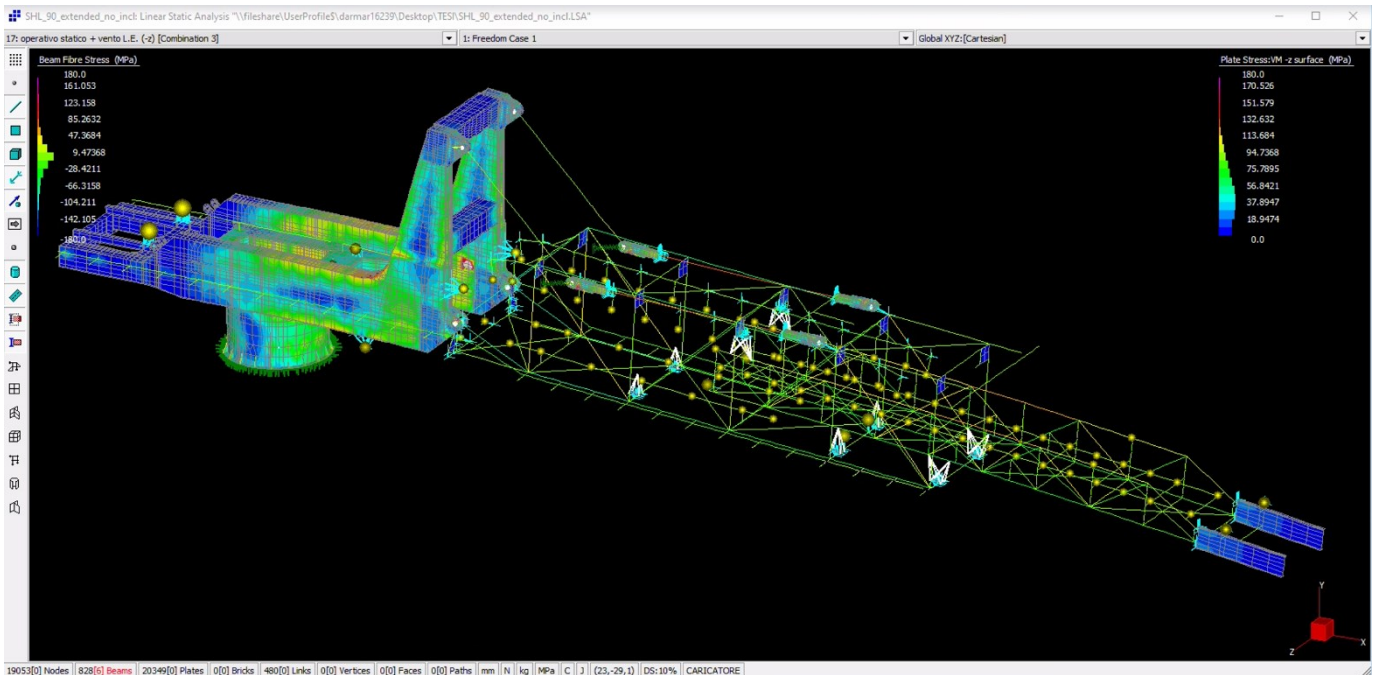 SHL_90_extended_no_incl: Linear Static Analysis "\\fileshare\UserProfile$\darmar16239\Desktop\TESI\SHL_90_extended_no_incl.LSA"
17: operativo statico + vento L.E. (-z) [Combination 3]
1: Freedom Case 1
Global XYZ:[Cartesian]
Beam Fibre Stress (MPa)
180.0
161.053
123.158
85.2632
47.3684
9.47368
-28.4211
-66.3158
-104.211
-142.105
-180.0
Plate Stress:VM -z surface (MPa)
180.0
170.526
151.579
132.632
113.684
94.7368
75.7895
56.8421
37.8947
18.9474
0.0
Y
X
Z
19053[0] Nodes 828[6] Beams 20349[0] Plates 0[0] Bricks 480[0] Links 0[0] Vertices 0[0] Faces 0[0] Paths mm N kg MPa C J (23,-29,1) DS:10% CARICATORE